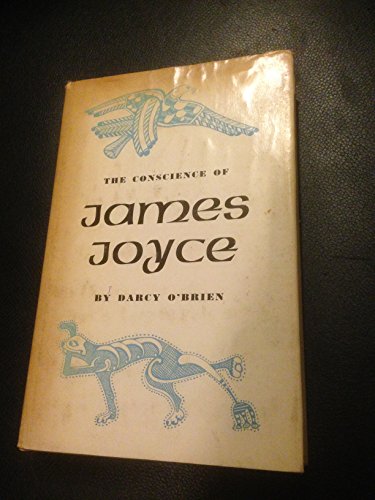 THE CONSCIENCE OF
James
Joyce
BY DARCY O'BRIEN